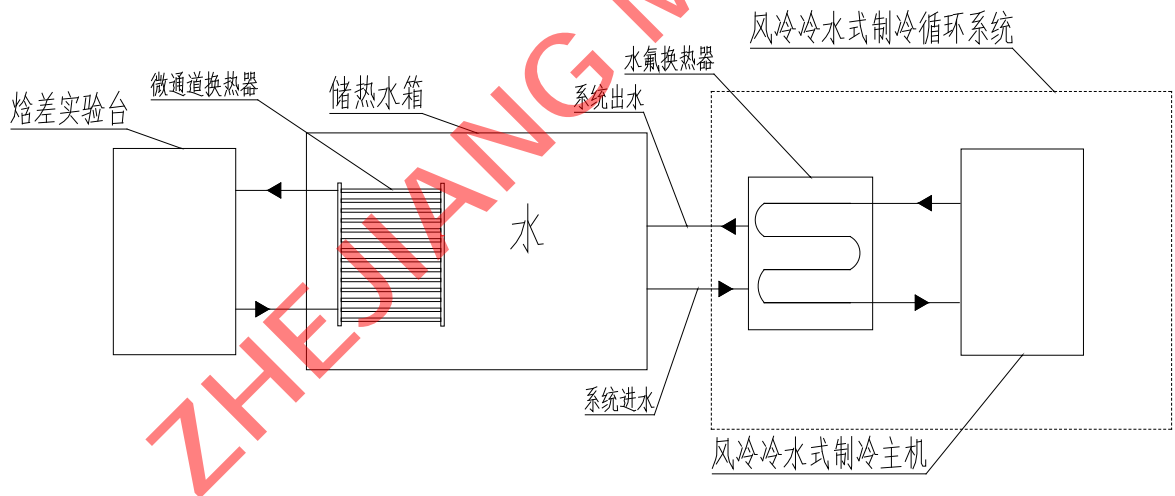 风冷冷水式制冷循环系统
水氟换热器
微通道换热器
储热水箱
系统出水
焓差实验台
水
系统进水
风冷冷水式制冷主机
ZHEJIANG M